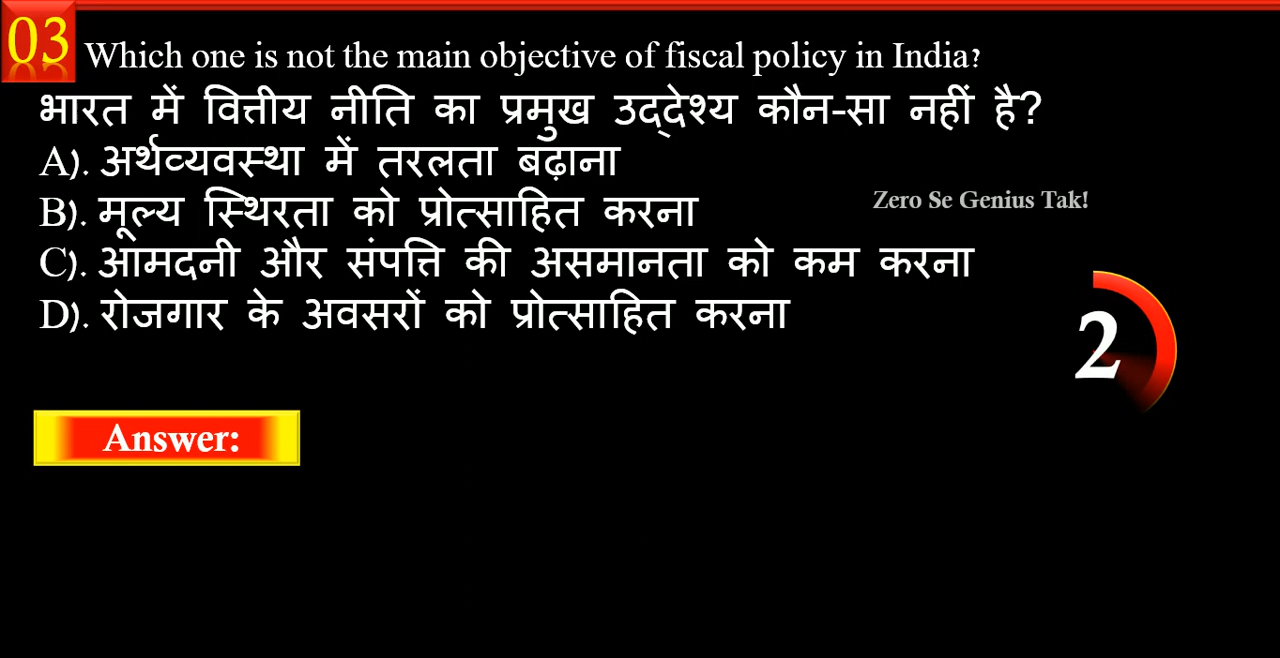 03 Which one is not the main objective of fiscal policy in India?
भारत में वित्तीय नीति का प्रमुख उद्देश्य कौन-सा नहीं है?
A). अर्थव्यवस्था में तरलता बढ़ाना
B). मूल्य स्थिरता को प्रोत्साहित करना
Zero Se Genius Tak!
C). आमदनी और संपत्ति की असमानता को कम करना
D). रोजगार के अवसरों को प्रोत्साहित करना
2
Answer: